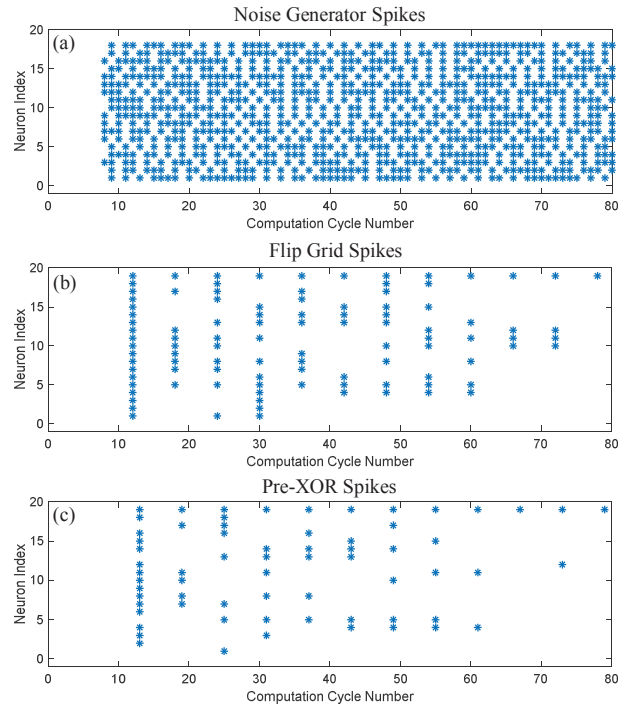 Noise Generator Spikes
(a)
20
15
10
5
0
Neuron Index
0 10 20 30 40 50 60 70 80
Computation Cycle Number
Flip Grid Spikes
(b)
20
15
10
5
0
Neuron Index
0 10 20 30 40 50 60 70 80
Computation Cycle Number
Pre-XOR Spikes
(c)
20
15
10
5
0
Neuron Index
0 10 20 30 40 50 60 70 80
Computation Cycle Number